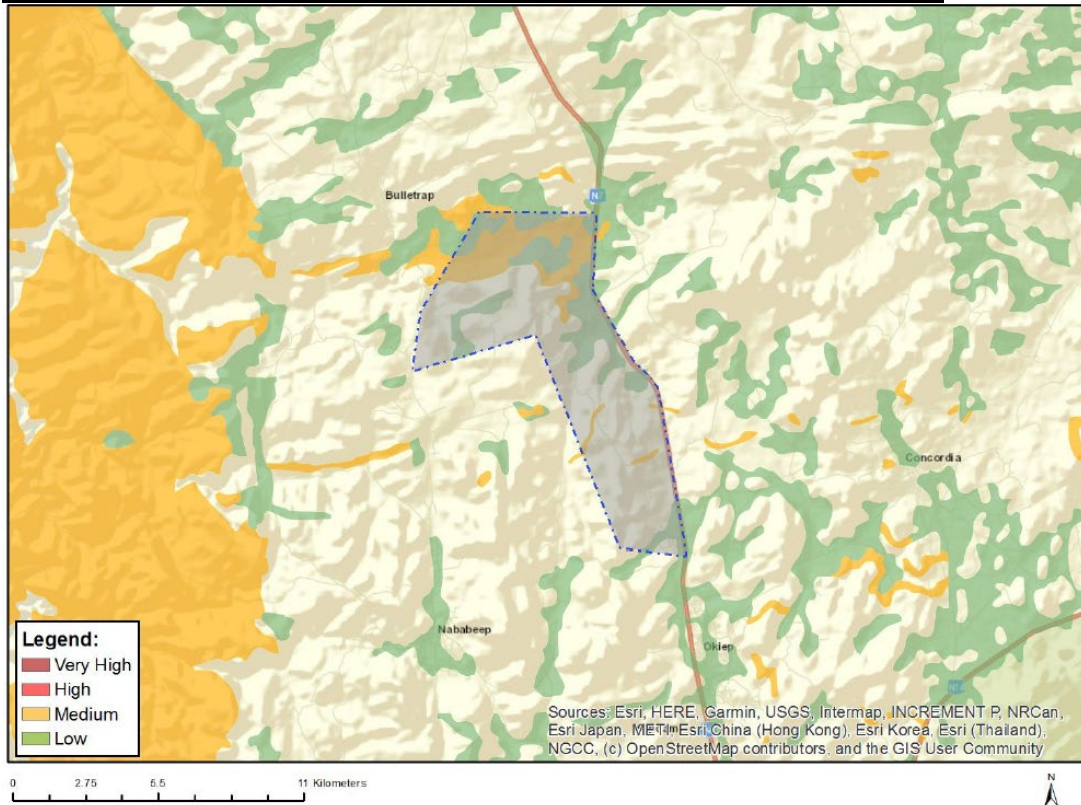 N7
Bulletrap
Concordia
Nababeep
Okiep
N14
Legend:
Very High
High
Medium
Low
Sources: Esri, HERE, Garmin, USGS, Intermap, INCREMENT P, NRCan,
Esri Japan, METI, Esri China (Hong Kong), Esri Korea, Esri (Thailand),
NGCC, (c) OpenStreetMap contributors, and the GIS User Community
0 2.75 5.5 11 Kilometers
N